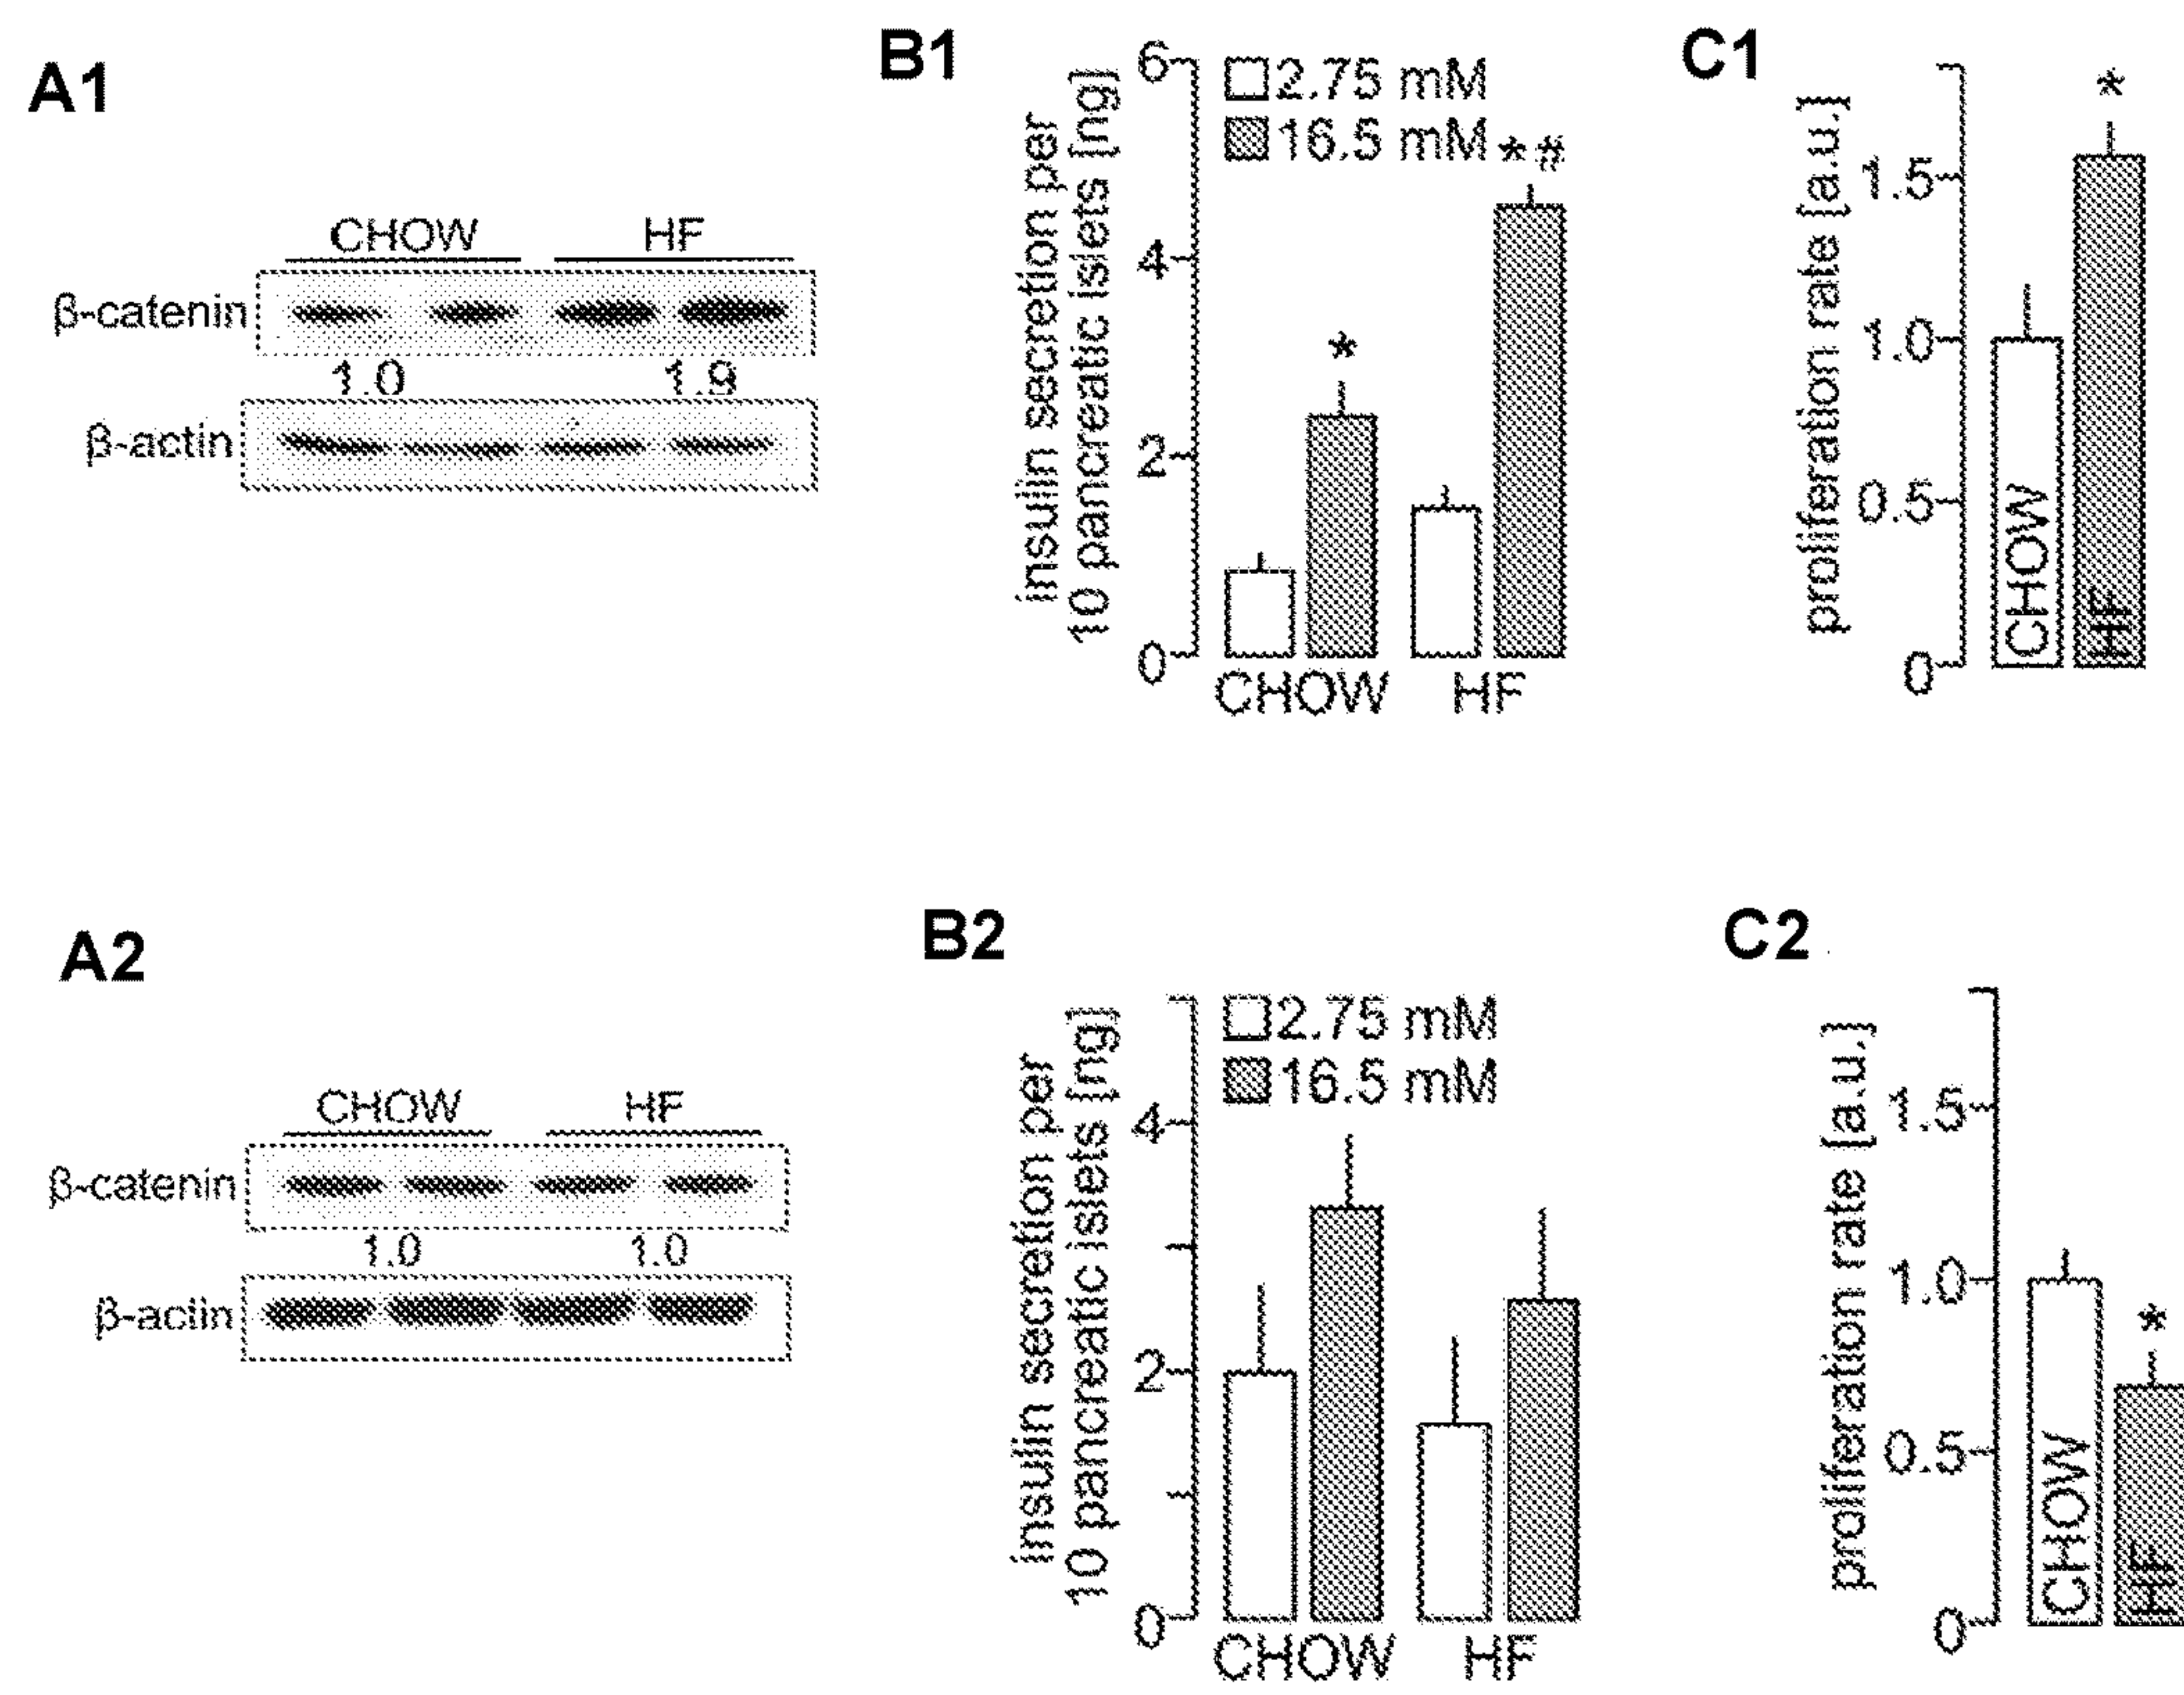 A1
CHOW HF
β-catenin
1.0 1.9
β-actin
B1
insulin secretion per
10 pancreatic islets [ng]
6
4
2
0
2.75 mM
16.5 mM
*
*#
CHOW HF
C1
proliferation rate [a.u.]
1.5
1.0
0.5
0
*
CHOW
HF
A2
CHOW HF
β-catenin
1.0 1.0
β-actin
B2
insulin secretion per
10 pancreatic islets [ng]
4
2
0
2.75 mM
16.5 mM
CHOW HF
C2
proliferation rate [a.u.]
1.5
1.0
0.5
0
*
CHOW
HF